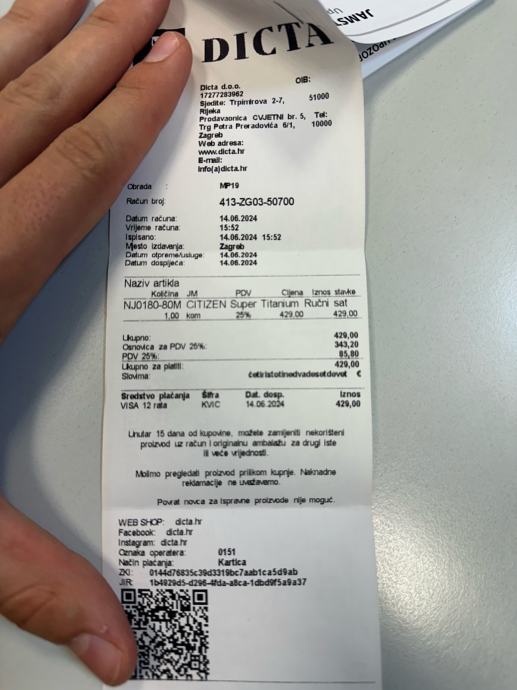 DICTA
JAMST
Dicta d.o.o. OIB:
17277283962
Sjedite: Trpimirova 2-7, 51000
Rijeka
Prodavaonica CVJETNI br. 5, Tel:
Trg Petra Preradovića 6/1, 10000
Zagreb
Web adresa:
www.dicta.hr
E-mail:
info(a)dicta.hr
Obrada : MP19
Račun broj: 413-ZG03-50700
Datum računa: 14.06.2024
Vrijeme računa: 15:52
Ispisano: 14.06.2024 15:52
Mjesto izdavanja: Zagreb
Datum otpreme/usluge: 14.06.2024
Datum dospijeća: 14.06.2024
Naziv artikla
Količina JM PDV Cijena Iznos stavke
NJ0180-80M CITIZEN Super Titanium Ručni sat
1,00 kom 25% 429.00 429,00
Ukupno: 429,00
Osnovica za PDV 25%: 343,20
PDV 25%: 85,80
Ukupno za platiti: 429,00
Slovima: četiristotinedvadesetdevet €
Sredstvo plaćanja Šifra Dat. dosp. Iznos
VISA 12 rata KVIC 14.06.2024 429,00
Unutar 15 dana od kupovine, možete zamijeniti nekorišteni
proizvod uz račun i originalnu ambalažu za drugi iste
ili veće vrijednosti.
Molimo pregledati proizvod prilikom kupnje. Naknadne
reklamacije ne uvažavamo.
Povrat novca za ispravne proizvode nije moguć.
WEB SHOP: dicta.hr
Facebook: dicta.hr
Instagram: dicta.hr
Oznaka operatera: 0151
Način plaćanja: Kartica
ZKI: 0144d76835c39d3319bc7aab1ca5d9ab
JIR: 1b4929d5-d296-4fda-a8ca-1dbd9f5a9a37